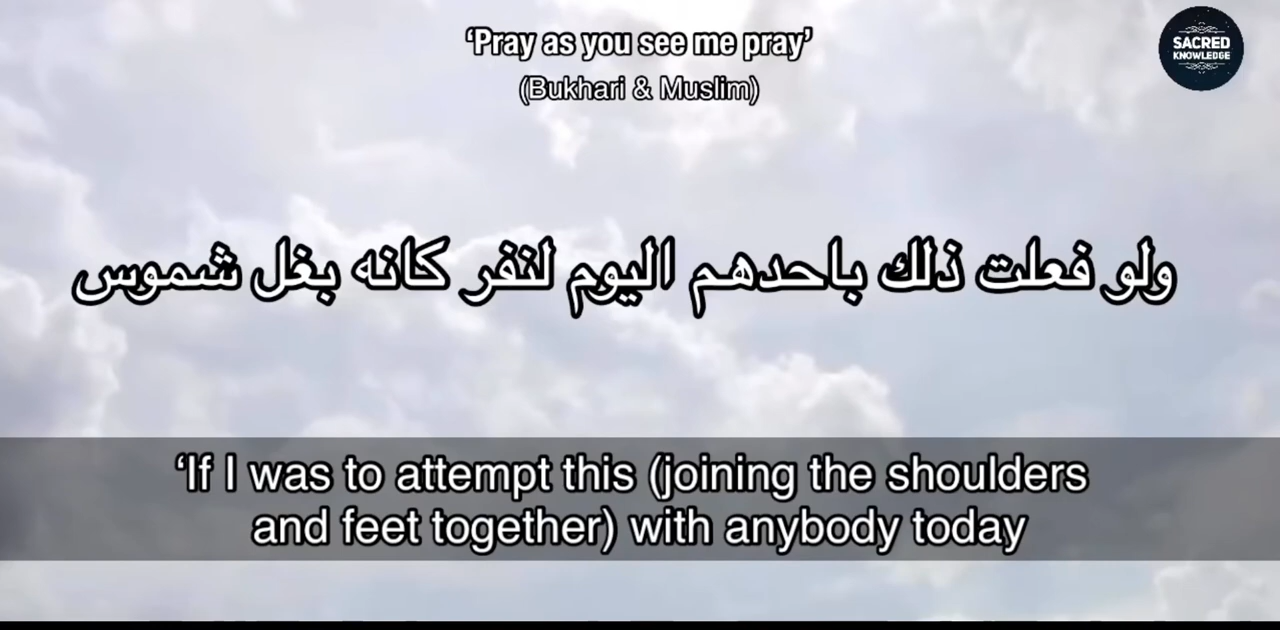 ‘Pray as you see me pray’
(Bukhari & Muslim)
SACRED
KNOWLEDGE
ولو فعلت ذلك باحدهم اليوم لنفر كانه بغل شموس
‘If I was to attempt this (joining the shoulders
and feet together) with anybody today